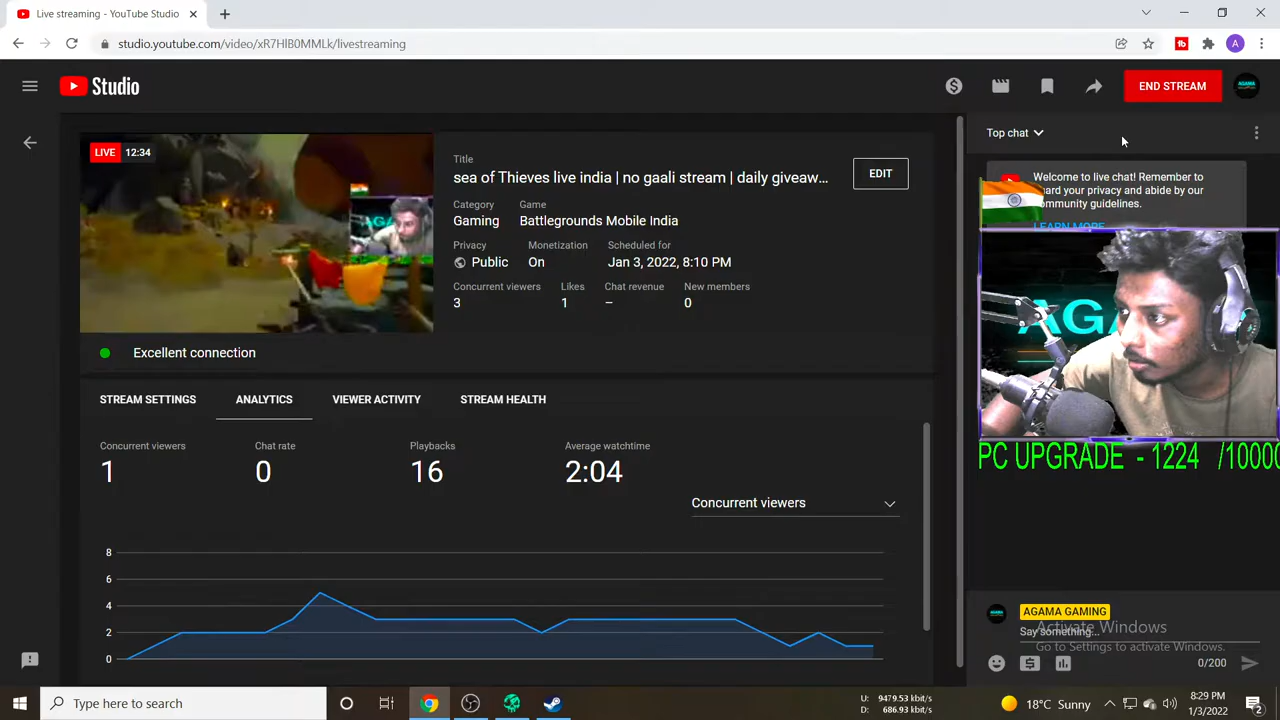 Live streaming - YouTube Studio
studio.youtube.com/video/xR7HlB0MMLk/livestreaming
A
Studio
END STREAM
AGAMA
LIVE 12:34
Title
sea of Thieves live india | no gaali stream | daily giveaw...
EDIT
Category
Gaming
Game
Battlegrounds Mobile India
Privacy
Public
Monetization
On
Scheduled for
Jan 3, 2022, 8:10 PM
Concurrent viewers
3
Likes
1
Chat revenue
–
New members
0
Excellent connection
STREAM SETTINGS
ANALYTICS
VIEWER ACTIVITY
STREAM HEALTH
Concurrent viewers
1
Chat rate
0
Playbacks
16
Average watchtime
2:04
Concurrent viewers
8
6
4
2
0
Top chat
Welcome to live chat! Remember to
ard your privacy and abide by our
ommunity guidelines.
LEARN MORE
AGA
PC UPGRADE - 1224 /10000
AGAMA GAMING
Say something...
Activate Windows
Go to Settings to activate Windows.
0/200
Type here to search
U: 9479.53 kbit/s
D: 686.93 kbit/s
18°C Sunny
8:29 PM
1/3/2022
2